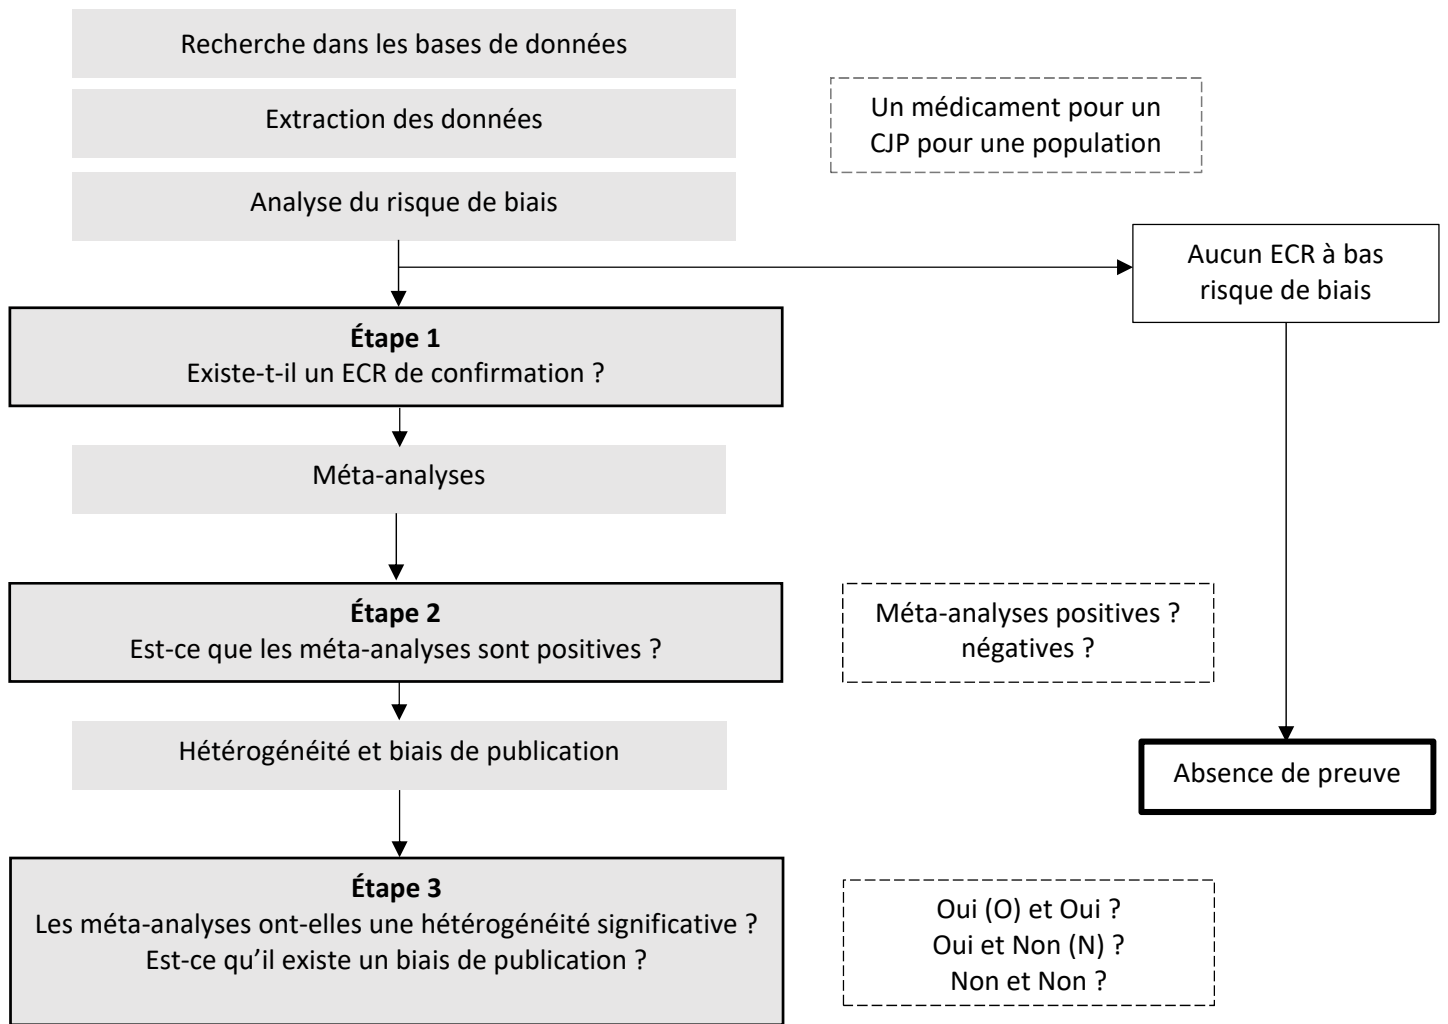 Recherche dans les bases de données
Extraction des données
Un médicament pour un
CJP pour une population
Analyse du risque de biais
Aucun ECR à bas
risque de biais
Étape 1
Existe-t-il un ECR de confirmation ?
Méta-analyses
Étape 2
Est-ce que les méta-analyses sont positives ?
Méta-analyses positives ?
négatives ?
Hétérogénéité et biais de publication
Absence de preuve
Étape 3
Les méta-analyses ont-elles une hétérogénéité significative ?
Est-ce qu’il existe un biais de publication ?
Oui (O) et Oui ?
Oui et Non (N) ?
Non et Non ?